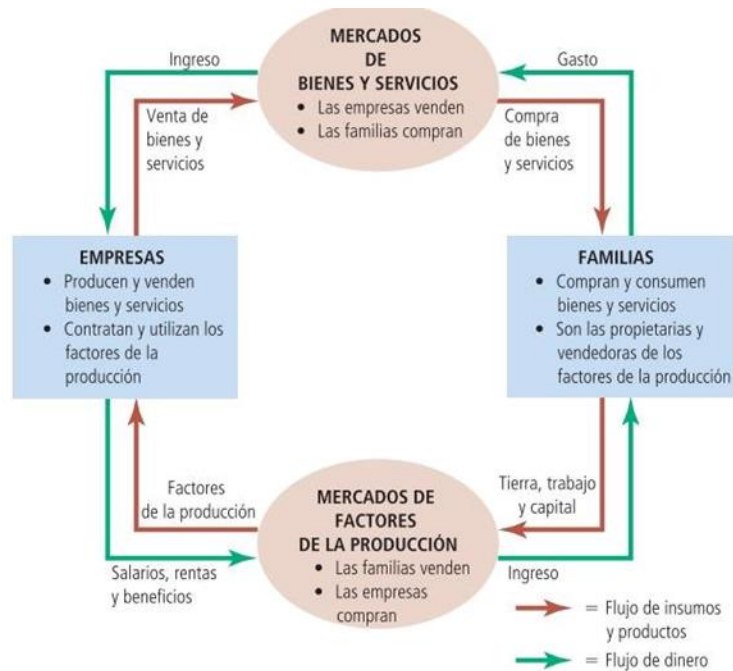 MERCADOS
DE
BIENES Y SERVICIOS
• Las empresas venden
• Las familias compran
Ingreso
Gasto
Venta de
bienes y
servicios
Compra
de bienes
y servicios
EMPRESAS
• Producen y venden
bienes y servicios
• Contratan y utilizan los
factores de la
producción
FAMILIAS
• Compran y consumen
bienes y servicios
• Son las propietarias y
vendedoras de los
factores de la producción
Factores
de la producción
Tierra, trabajo
y capital
MERCADOS DE
FACTORES
DE LA PRODUCCIÓN
• Las familias venden
• Las empresas
compran
Salarios, rentas
y beneficios
Ingreso
= Flujo de insumos
y productos
= Flujo de dinero